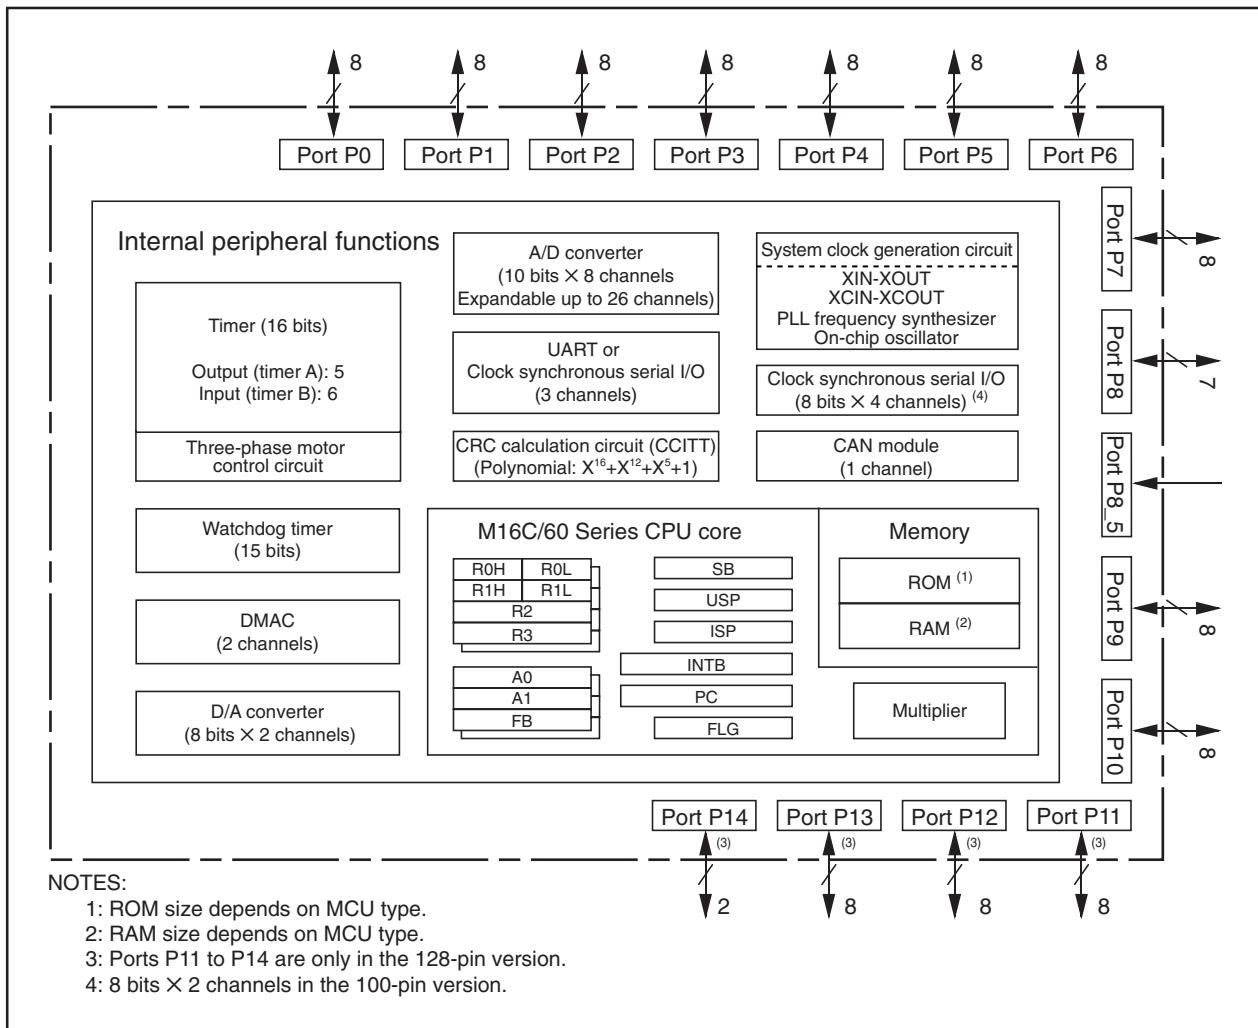 8 8 8 8 8 8 8
Port P0 Port P1 Port P2 Port P3 Port P4 Port P5 Port P6
Internal peripheral functions
Timer (16 bits)
Output (timer A): 5
Input (timer B): 6
Three-phase motor
control circuit
Watchdog timer
(15 bits)
DMAC
(2 channels)
D/A converter
(8 bits × 2 channels)
A/D converter
(10 bits × 8 channels
Expandable up to 26 channels)
UART or
Clock synchronous serial I/O
(3 channels)
CRC calculation circuit (CCITT)
(Polynomial: X¹⁶+X¹²+X⁵+1)
System clock generation circuit
XIN-XOUT
XCIN-XCOUT
PLL frequency synthesizer
On-chip oscillator
Clock synchronous serial I/O
(8 bits × 4 channels) (4)
CAN module
(1 channel)
M16C/60 Series CPU core
R0H R0L
R1H R1L
R2
R3
A0
A1
FB
SB
USP
ISP
INTB
PC
FLG
Memory
ROM (1)
RAM (2)
Multiplier
Port P7
8
Port P8
7
Port P8_5
Port P9
8
Port P10
8
Port P14 Port P13 Port P12 Port P11
(3) (3) (3) (3)
2 8 8 8
NOTES:
1: ROM size depends on MCU type.
2: RAM size depends on MCU type.
3: Ports P11 to P14 are only in the 128-pin version.
4: 8 bits × 2 channels in the 100-pin version.